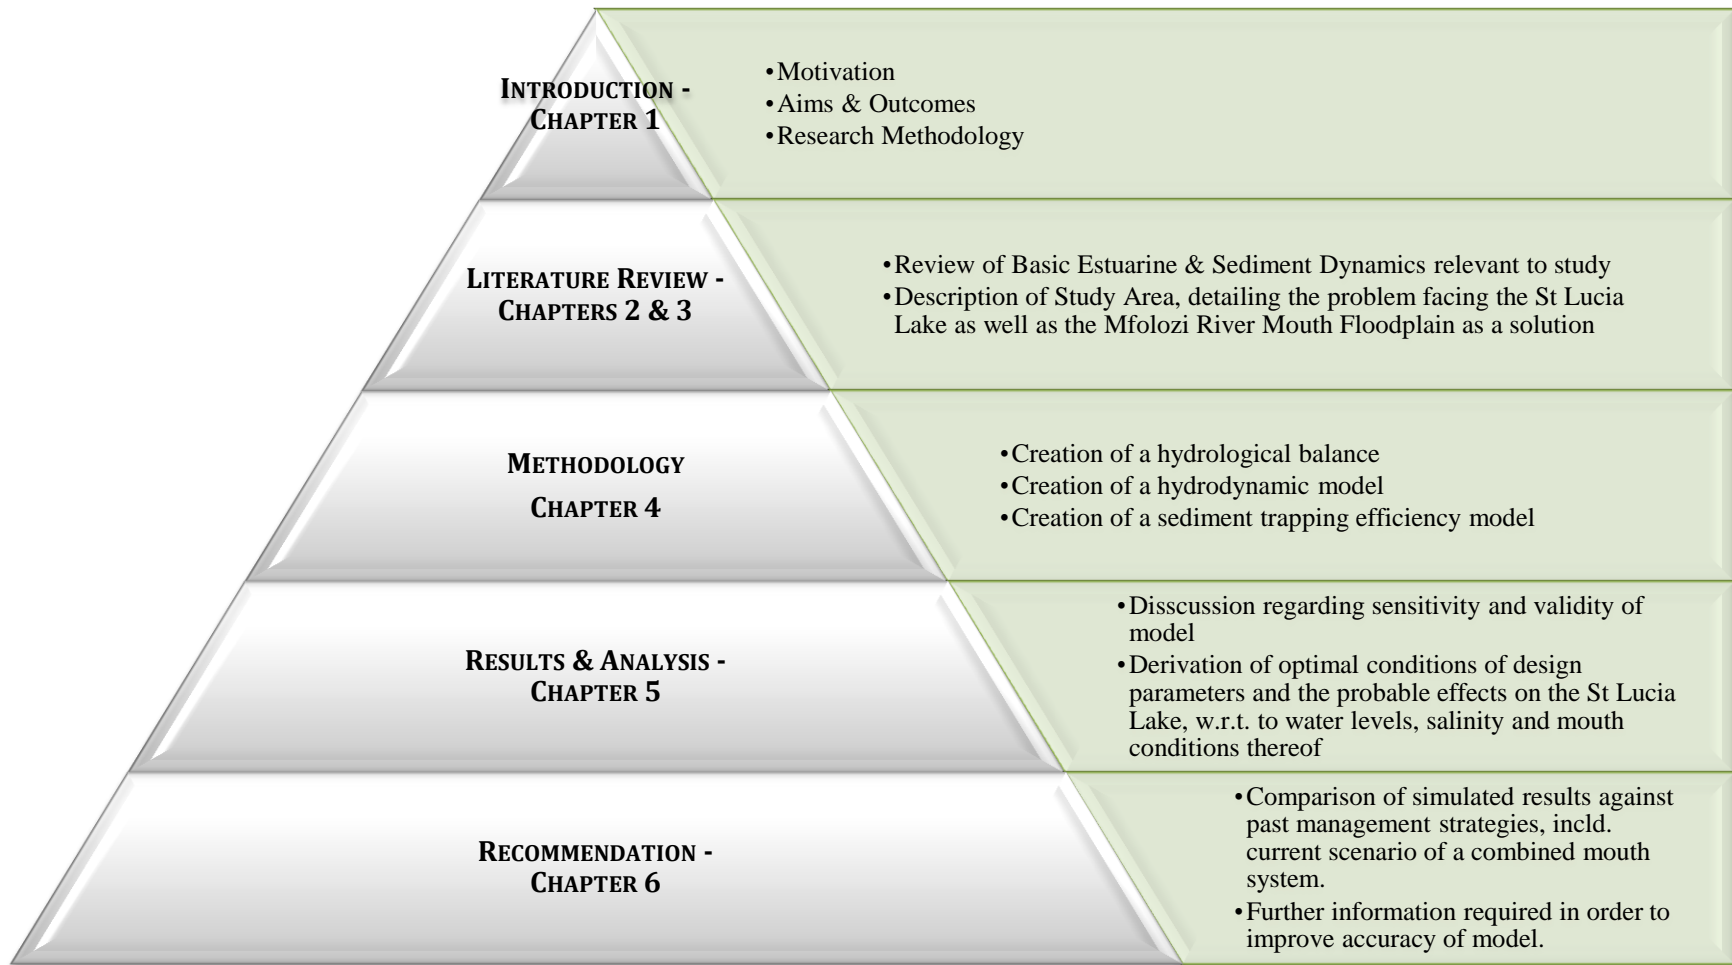 INTRODUCTION -
CHAPTER 1
•Motivation
•Aims & Outcomes
•Research Methodology
LITERATURE REVIEW -
CHAPTERS 2 & 3
•Review of Basic Estuarine & Sediment Dynamics relevant to study
•Description of Study Area, detailing the problem facing the St Lucia
Lake as well as the Mfolozi River Mouth Floodplain as a solution
METHODOLOGY
CHAPTER 4
•Creation of a hydrological balance
•Creation of a hydrodynamic model
•Creation of a sediment trapping efficiency model
RESULTS & ANALYSIS -
CHAPTER 5
•Disscussion regarding sensitivity and validity of
model
•Derivation of optimal conditions of design
parameters and the probable effects on the St Lucia
Lake, w.r.t. to water levels, salinity and mouth
conditions thereof
RECOMMENDATION -
CHAPTER 6
•Comparison of simulated results against
past management strategies, incld.
current scenario of a combined mouth
system.
•Further information required in order to
improve accuracy of model.